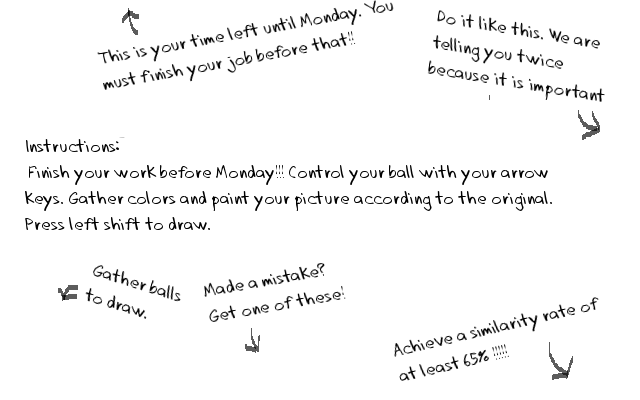 This is your time left until Monday. You
must finish your job before that!!
Do it like this. We are
telling you twice
because it is important
Instructions:
Finish your work before Monday!!! Control your ball with your arrow
keys. Gather colors and paint your picture according to the original.
Press left shift to draw.
Gather balls
to draw.
Made a mistake?
Get one of these!
Achieve a similarity rate of
at least 65% !!!!!